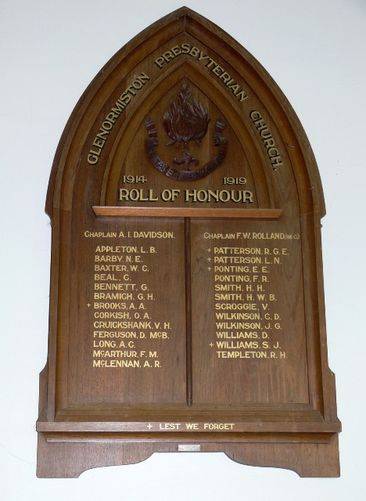 GLENORMISTON PRESBYTERIAN CHURCH.
1914 1919
ROLL OF HONOUR
CHAPLAIN A. I. DAVIDSON.
APPLETON, L. B.
BARBY, N. E.
BAXTER, W. C.
BEAL, C.
BENNETT, G.
BRAMICH, G. H.
+ BROOKS, A. A.
CORKISH, O. A.
CRUICKSHANK, V. H.
FERGUSON, D. McB.
LONG, A. C.
McARTHUR, F. M.
McLENNAN, A. R.
CHAPLAIN F. W. ROLLAND (M.C.)
+ PATTERSON, R. G. E.
+ PATTERSON, L. N.
+ PONTING, E. E.
PONTING, F. R.
SMITH, H. H.
SMITH, H. W. B.
SCROGGIE, V.
WILKINSON, C. D.
WILKINSON, J. G.
WILLIAMS, D.
+ WILLIAMS, S. J.
TEMPLETON, R. H.
+ LEST WE FORGET